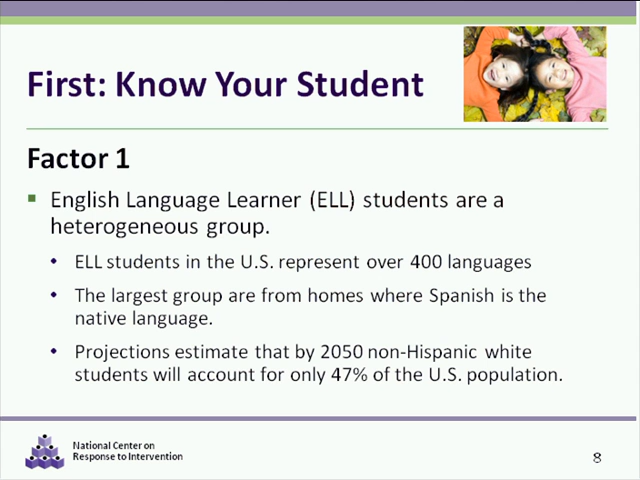 First: Know Your Student
Factor 1
English Language Learner (ELL) students are a
heterogeneous group.
ELL students in the U.S. represent over 400 languages
The largest group are from homes where Spanish is the
native language.
Projections estimate that by 2050 non-Hispanic white
students will account for only 47% of the U.S. population.
National Center on
Response to Intervention
8